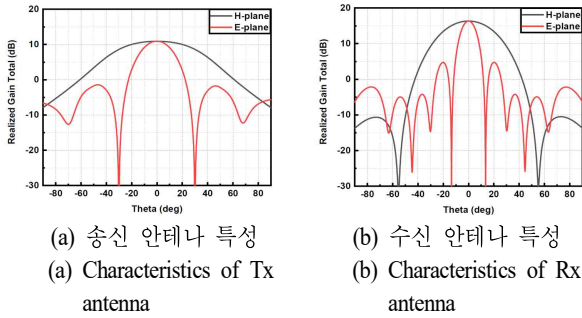 H-plane
E-plane
20
10
0
-10
-20
-30
Realized Gain Total (dB)
-80 -60 -40 -20 0 20 40 60 80
Theta (deg)
H-plane
E-plane
20
10
0
-10
-20
-30
Realized Gain Total (dB)
-80 -60 -40 -20 0 20 40 60 80
Theta (deg)
(a) 송신 안테나 특성
(a) Characteristics of Tx
antenna
(b) 수신 안테나 특성
(b) Characteristics of Rx
antenna